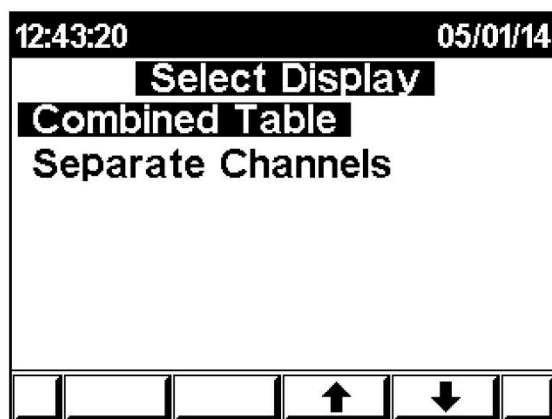 12:43:20 05/01/14
Select Display
Combined Table
Separate Channels